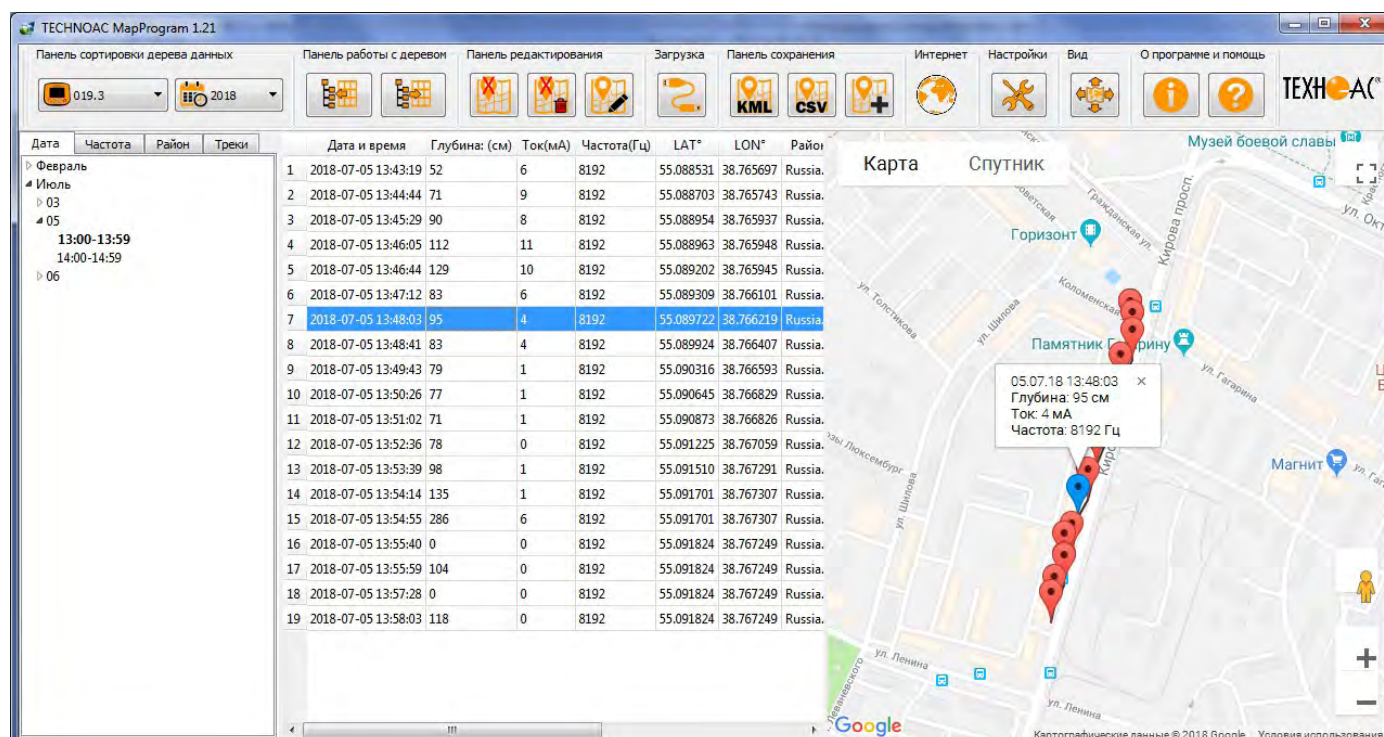 TECHNOAC MapProgram 1.21
Панель сортировки дерева данных
Панель работы с деревом
Панель редактирования
Загрузка
Панель сохранения
Интернет
Настройки
Вид
О программе и помощь
019.3
2018
KML
CSV
ТЕХНО-АС®
Дата Частота Район Треки
Февраль
Июль
03
05
13:00-13:59
14:00-14:59
06
Дата и время Глубина: (см) Ток(мА) Частота(Гц) LAT° LON° Район
1 2018-07-05 13:43:19 52 6 8192 55.088531 38.765697 Russia.
2 2018-07-05 13:44:44 71 9 8192 55.088703 38.765743 Russia.
3 2018-07-05 13:45:29 90 8 8192 55.088954 38.765937 Russia.
4 2018-07-05 13:46:05 112 11 8192 55.088963 38.765948 Russia.
5 2018-07-05 13:46:44 129 10 8192 55.089202 38.765945 Russia.
6 2018-07-05 13:47:12 83 6 8192 55.089309 38.766101 Russia.
7 2018-07-05 13:48:03 95 4 8192 55.089722 38.766219 Russia.
8 2018-07-05 13:48:41 83 4 8192 55.089924 38.766407 Russia.
9 2018-07-05 13:49:43 79 1 8192 55.090316 38.766593 Russia.
10 2018-07-05 13:50:26 77 1 8192 55.090645 38.766829 Russia.
11 2018-07-05 13:51:02 71 1 8192 55.090873 38.766826 Russia.
12 2018-07-05 13:52:36 78 0 8192 55.091225 38.767059 Russia.
13 2018-07-05 13:53:39 98 1 8192 55.091510 38.767291 Russia.
14 2018-07-05 13:54:14 135 1 8192 55.091701 38.767307 Russia.
15 2018-07-05 13:54:55 286 6 8192 55.091701 38.767307 Russia.
16 2018-07-05 13:55:40 0 0 8192 55.091824 38.767249 Russia.
17 2018-07-05 13:55:59 104 0 8192 55.091824 38.767249 Russia.
18 2018-07-05 13:57:28 0 0 8192 55.091824 38.767249 Russia.
19 2018-07-05 13:58:03 118 0 8192 55.091824 38.767249 Russia.
Карта Спутник
Музей боевой славы
Гражданская ул.
Кирова просп.
ул. Окт
Горизонт
Коломенская
ул. Толстикова
ул. Шилова
Памятник Гагарину
ул. Гагарина
05.07.18 13:48:03
Глубина: 95 см
Ток: 4 мА
Частота: 8192 Гц
Люксембург
Магнит
ул. Гаг
ул. Шилова
ул. Ленина
ул. Ленина
Google
Картографические данные © 2018 Google Условия использования